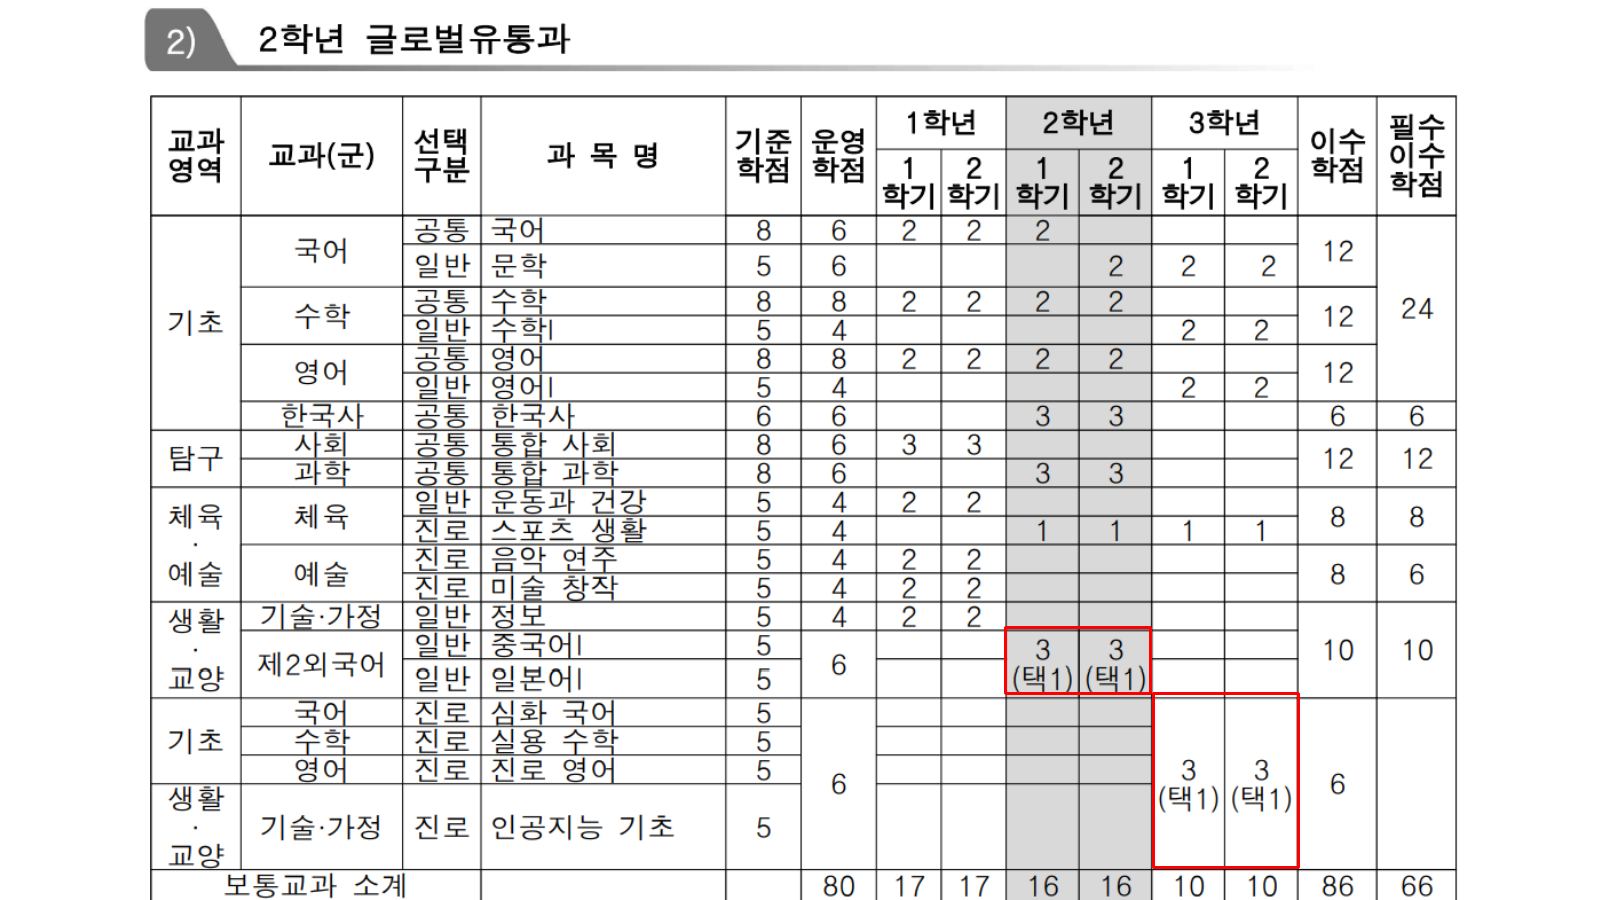 2) 2학년 글로벌유통과
교과영역 교과(군) 선택구분 과 목 명 기준학점 운영학점 1학년 2학년 3학년 이수학점 필수이수학점
1학기 2학기 1학기 2학기 1학기 2학기
기초 국어 공통 국어 8 6 2 2 2 12 24
일반 문학 5 6 2 2 2
수학 공통 수학 8 8 2 2 2 2 12
일반 수학Ⅰ 5 4 2 2
영어 공통 영어 8 8 2 2 2 2 12
일반 영어Ⅰ 5 4 2 2
한국사 공통 한국사 6 6 3 3 6 6
탐구 사회 공통 통합 사회 8 6 3 3 12 12
과학 공통 통합 과학 8 6 3 3
체육·예술 체육 일반 운동과 건강 5 4 2 2 8 8
진로 스포츠 생활 5 4 1 1 1 1
예술 진로 음악 연주 5 4 2 2 8 6
진로 미술 창작 5 4 2 2
생활·교양 기술·가정 일반 정보 5 4 2 2 10 10
제2외국어 일반 중국어Ⅰ 5 6 3(택1) 3(택1)
일반 일본어Ⅰ 5
기초 국어 진로 심화 국어 5 6 3(택1) 3(택1) 6
수학 진로 실용 수학 5
영어 진로 진로 영어 5
생활·교양 기술·가정 진로 인공지능 기초 5
보통교과 소계 80 17 17 16 16 10 10 86 66